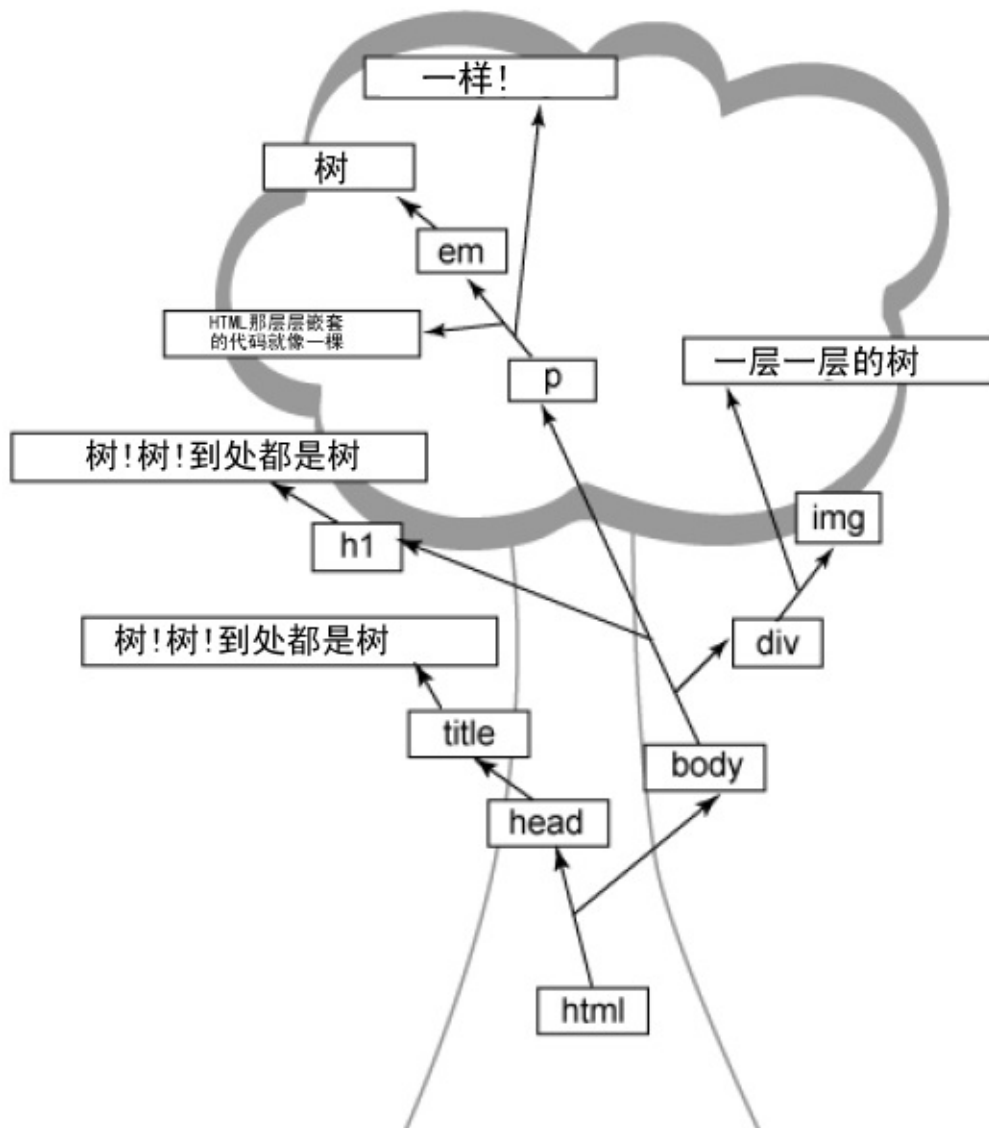 一样!
树
em
HTML那层层嵌套
的代码就像一棵
p
一层一层的树
树!树!到处都是树
img
h1
树!树!到处都是树
div
title
body
head
html